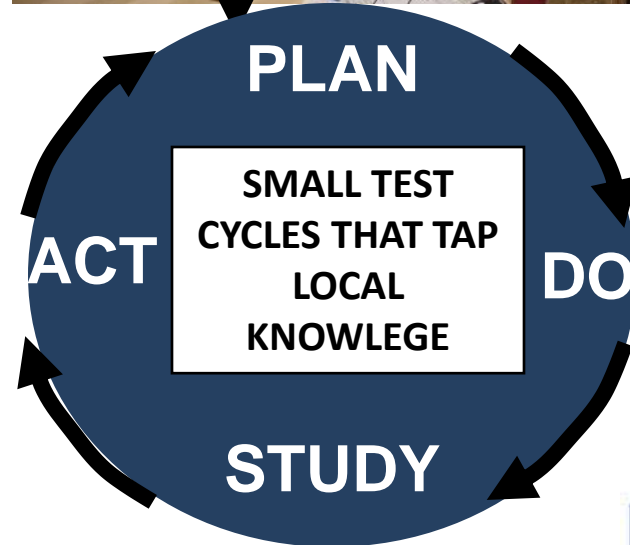 PLAN
SMALL TEST
CYCLES THAT TAP
LOCAL
KNOWLEGE
ACT
DO
STUDY